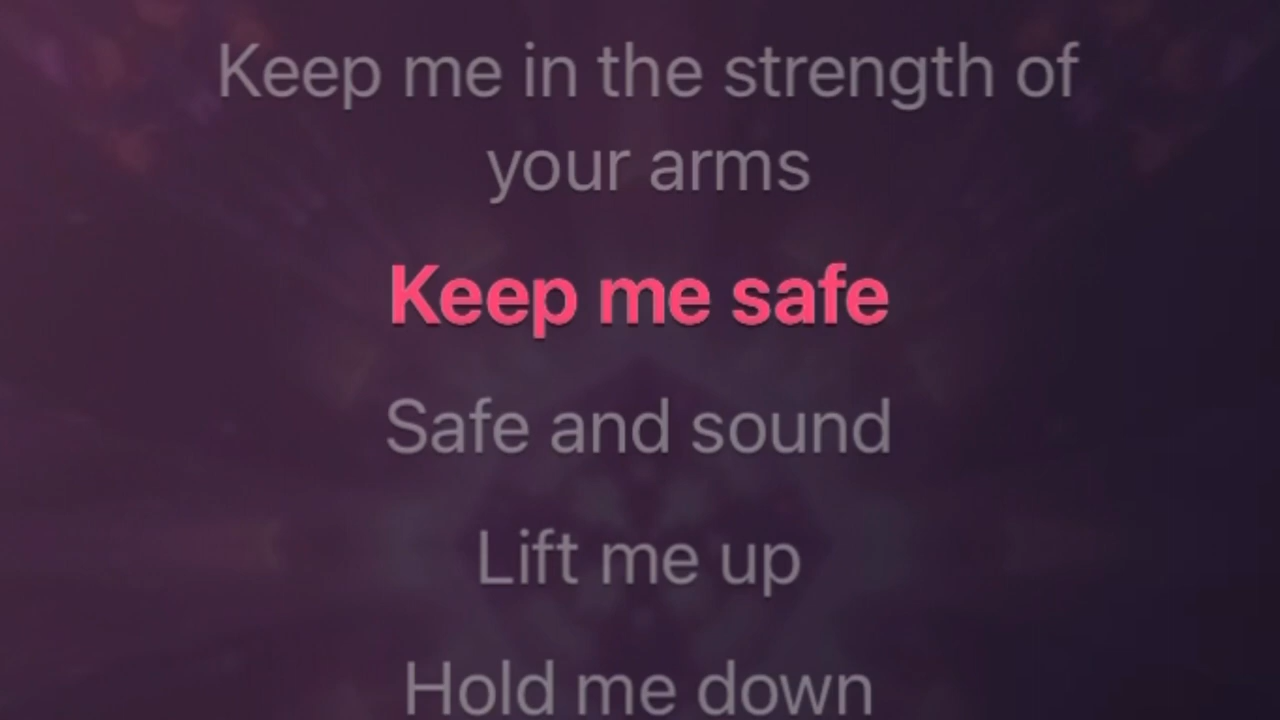 Keep me in the strength of
your arms
Keep me safe
Safe and sound
Lift me up
Hold me down